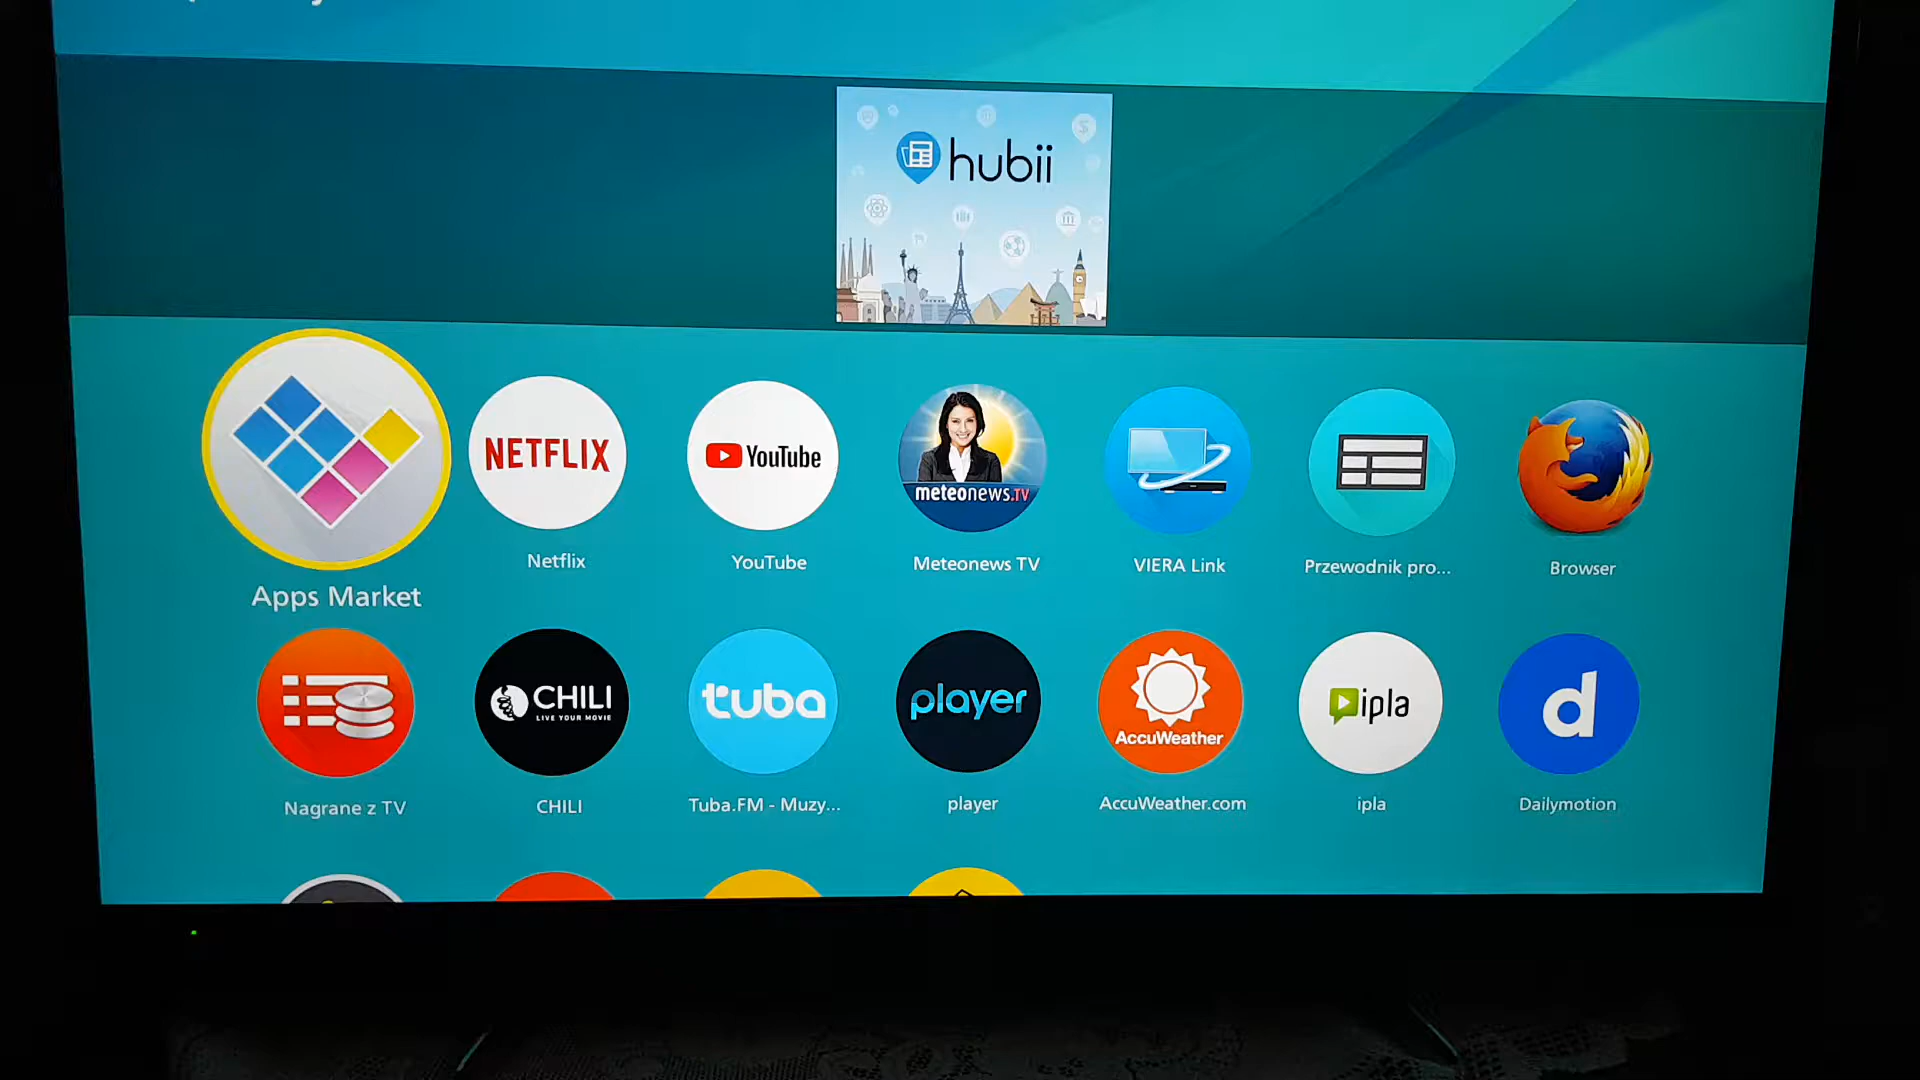 hubii
NETFLIX
YouTube
meteonews.TV
Apps Market
Netflix
YouTube
Meteonews TV
VIERA Link
Przewodnik pro...
Browser
CHILI
LIVE YOUR MOVIE
tuba
player
AccuWeather
ipla
d
Nagrane z TV
CHILI
Tuba.FM - Muzy...
player
AccuWeather.com
ipla
Dailymotion